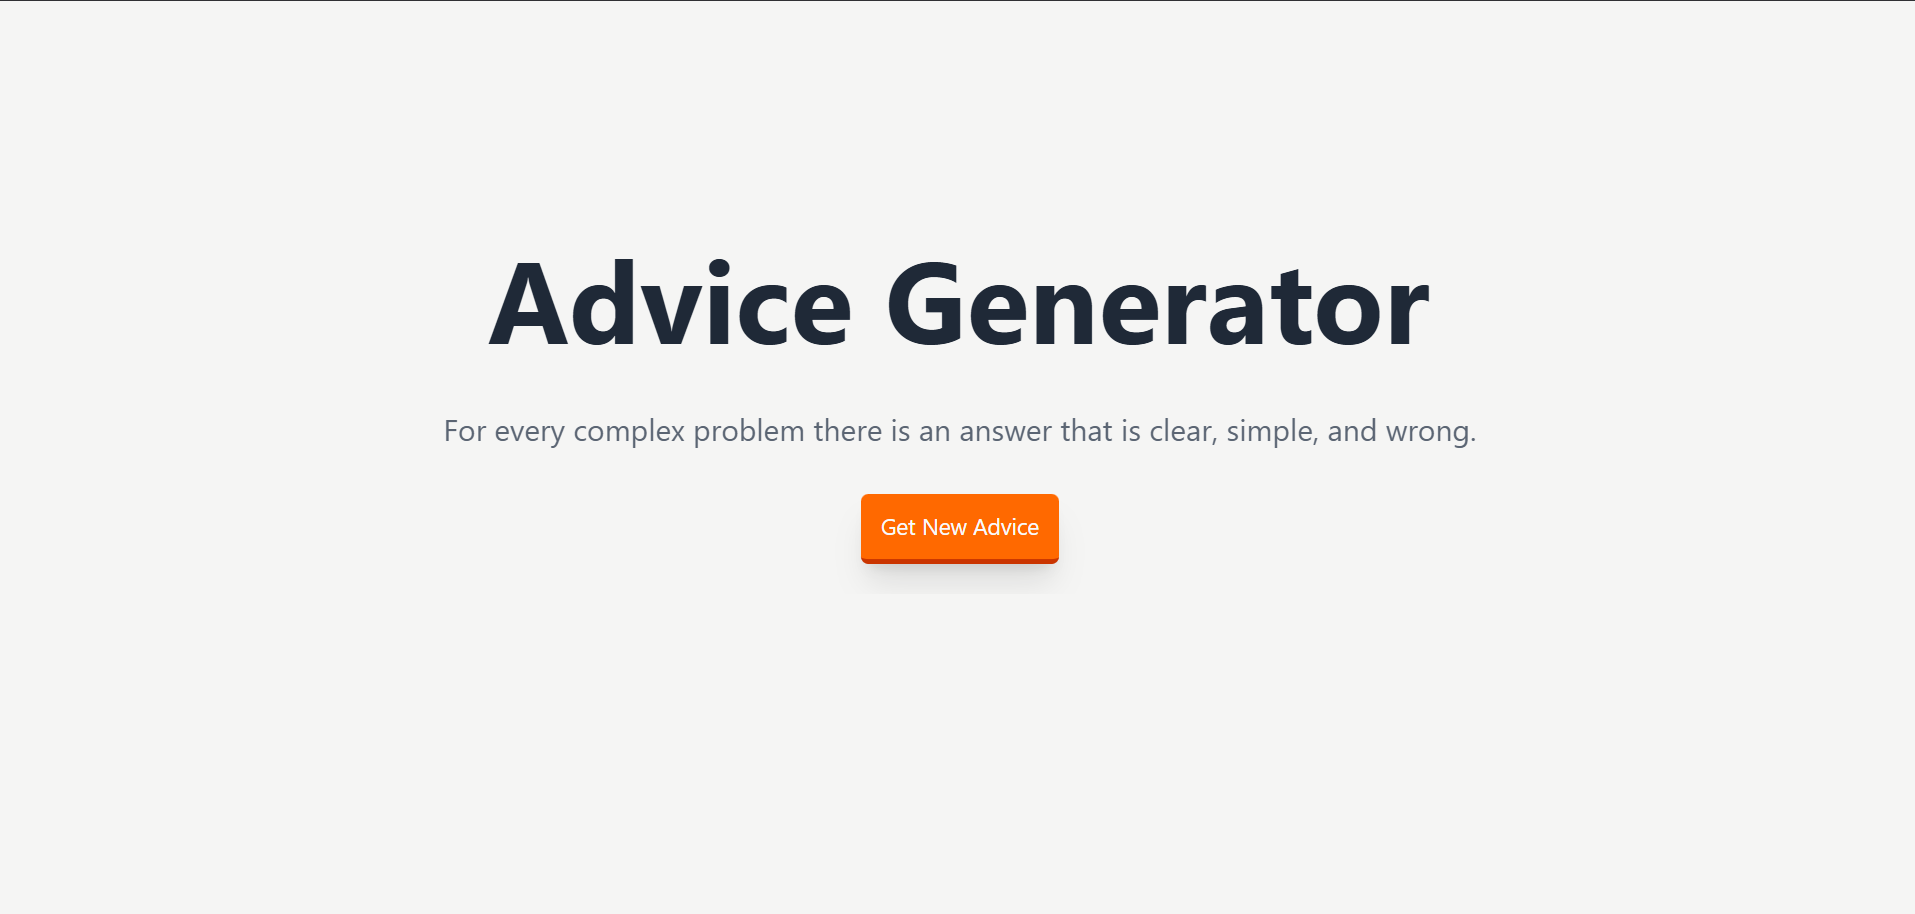 Advice Generator
For every complex problem there is an answer that is clear, simple, and wrong.
Get New Advice